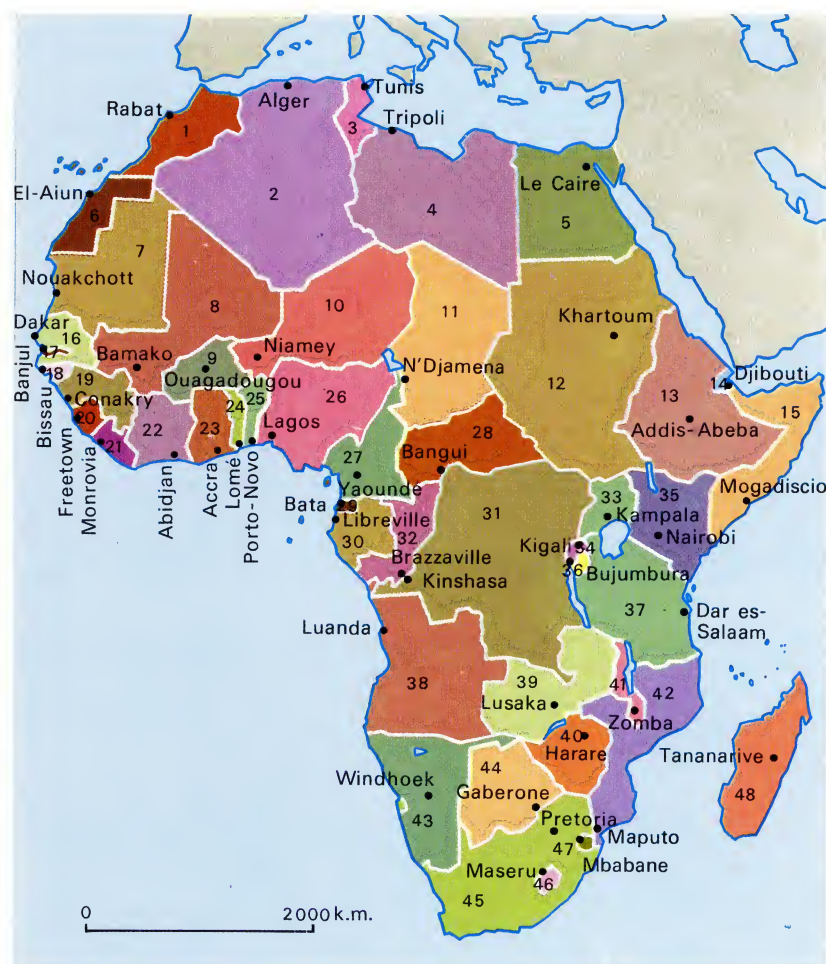 Rabat
1
Alger
Tunis
3
Tripoli
El-Aiun
6
2
4
Le Caire
5
7
Nouakchott
8
10
11
Khartoum
Dakar
16
Banjul
17
Bamako
9
Ouagadougou
Niamey
N'Djamena
12
13
14
Djibouti
15
18
Bissau
19
Conakry
20
Freetown
21
Monrovia
22
Abidjan
23
Accra
24
Lomé
25
Porto-Novo
Lagos
26
28
Addis-Abeba
27
Yaoundé
Bangui
Mogadiscio
Bata
29
Libreville
30
32
31
33
Kampala
35
Nairobi
Brazzaville
Kinshasa
Kigali
34
36
Bujumbura
37
Dar es-
Salaam
Luanda
38
39
Lusaka
41
42
Zomba
40
Harare
Tananarive
48
Windhoek
43
44
Gaberone
Pretoria
47
Maputo
Mbabane
Maseru
46
45
0
2000k.m.